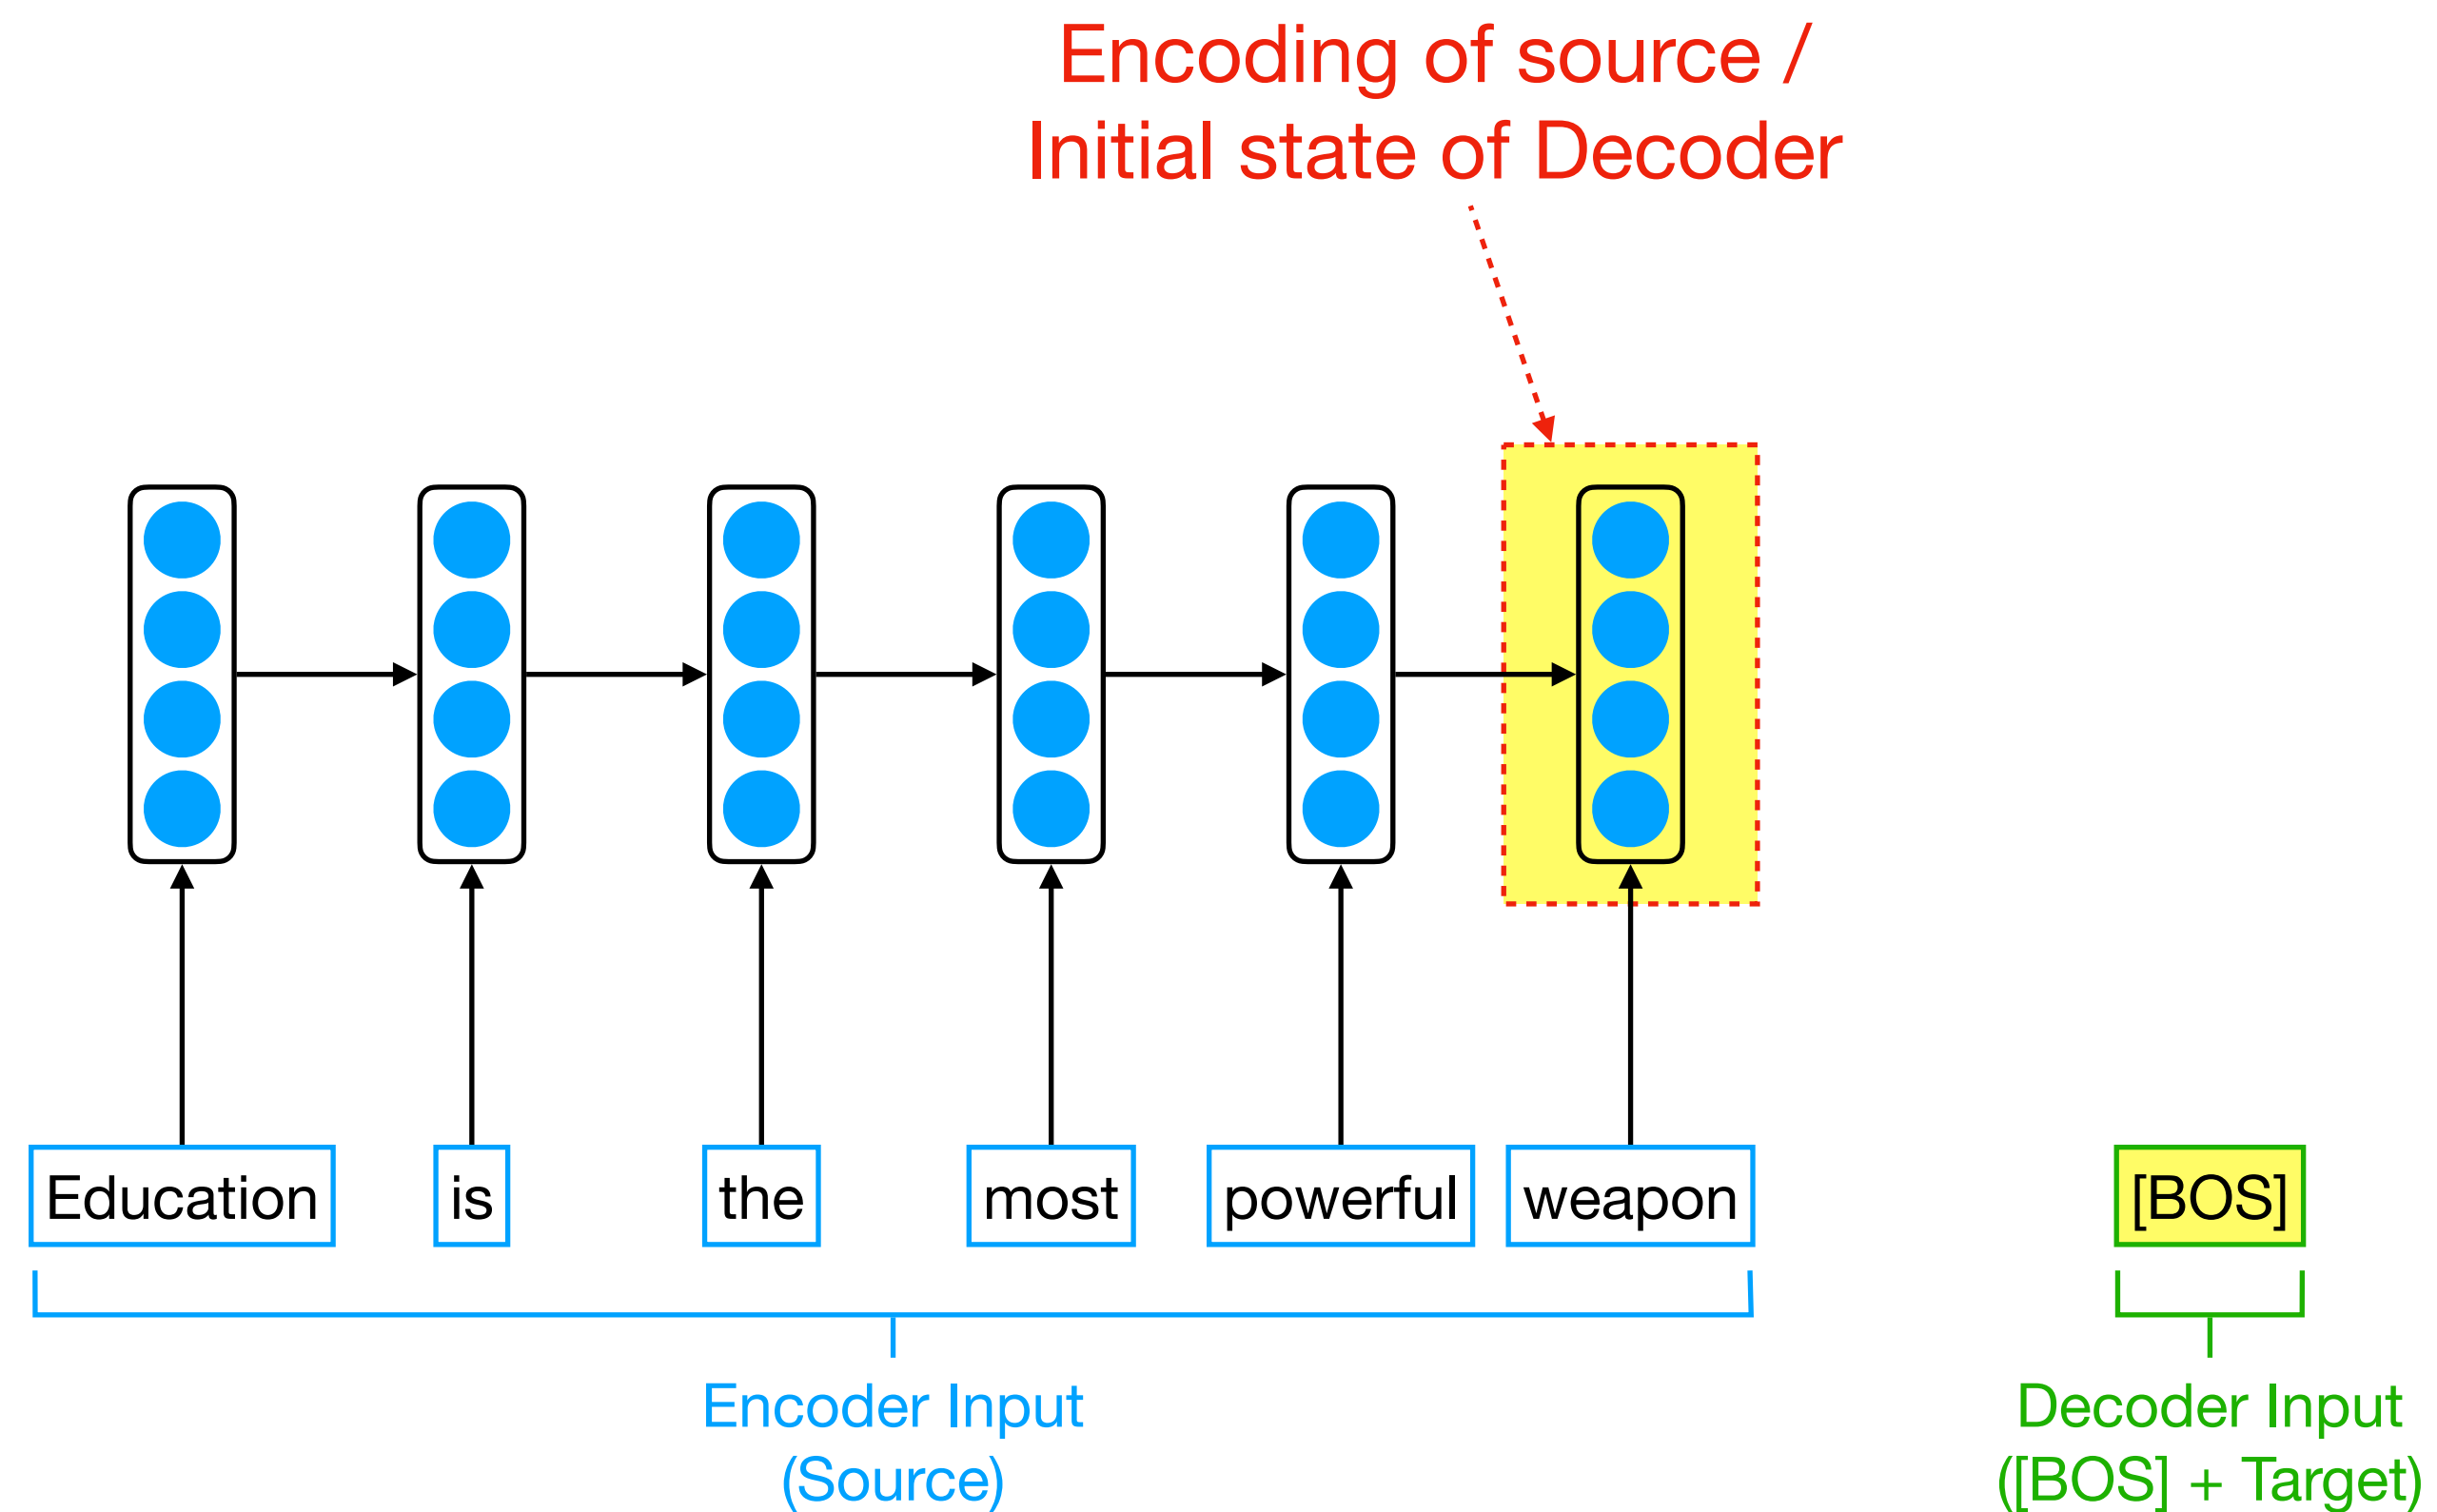 Encoding of source /
Initial state of Decoder
Education is the most powerful weapon [BOS]
Encoder Input
(Source)
Decoder Input
([BOS] + Target)